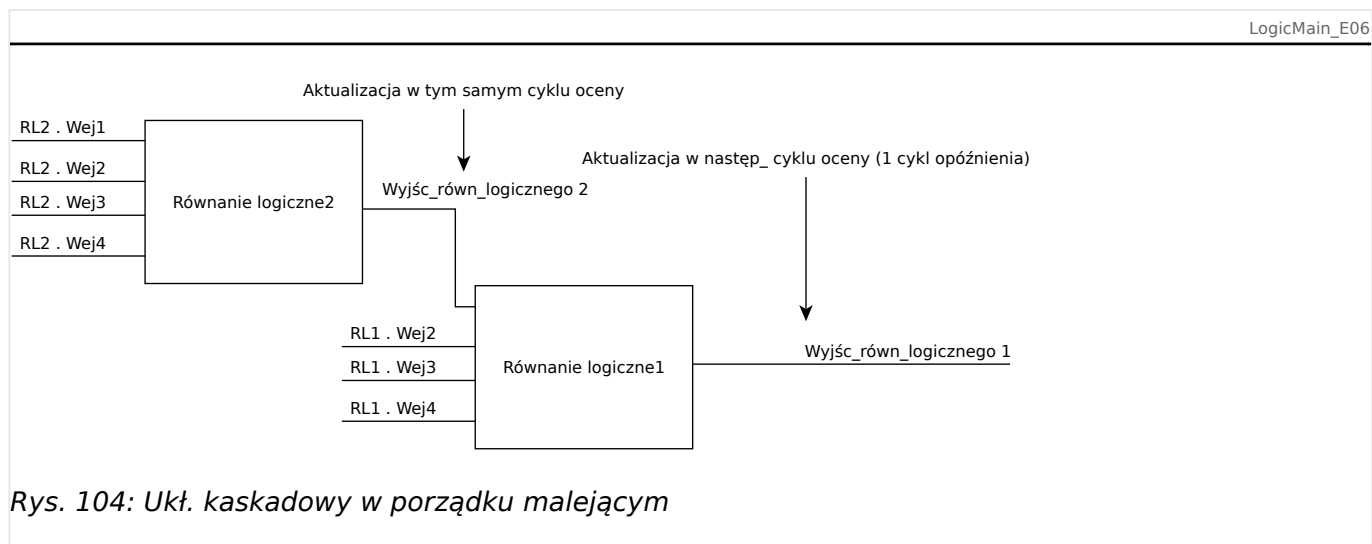 LogicMain_E06
Aktualizacja w tym samym cyklu oceny
RL2 . Wej1
Aktualizacja w następ_ cyklu oceny (1 cykl opóźnienia)
RL2 . Wej2
Wyjśc_równ_logicznego 2
RL2 . Wej3
Równanie logiczne2
RL2 . Wej4
RL1 . Wej2
Wyjśc_równ_logicznego 1
RL1 . Wej3
Równanie logiczne1
RL1 . Wej4
Rys. 104: Ukł. kaskadowy w porządku malejącym